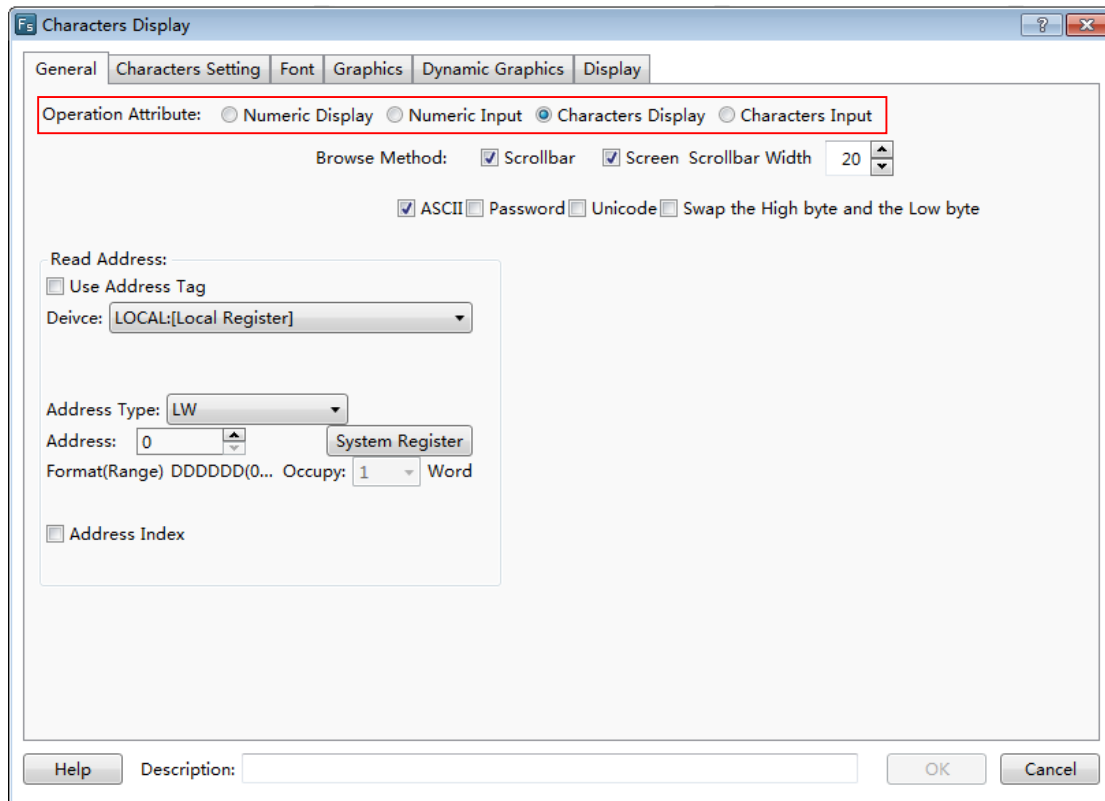 Fs Characters Display
General Characters Setting Font Graphics Dynamic Graphics Display
Operation Attribute: Numeric Display Numeric Input Characters Display Characters Input
Browse Method: Scrollbar Screen Scrollbar Width 20
ASCII Password Unicode Swap the High byte and the Low byte
Read Address:
Use Address Tag
Deivce: LOCAL:[Local Register]
Address Type: LW
Address: 0 System Register
Format(Range) DDDDDD(0... Occupy: 1 Word
Address Index
Help Description: OK Cancel